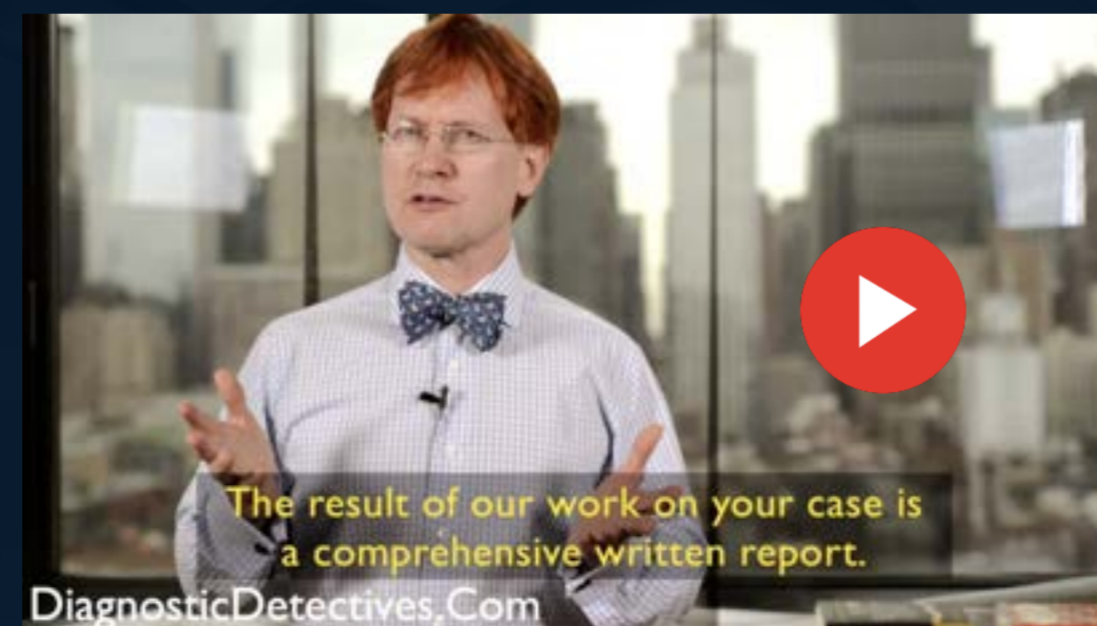 The result of our work on your case is
a comprehensive written report.
DiagnosticDetectives.Com